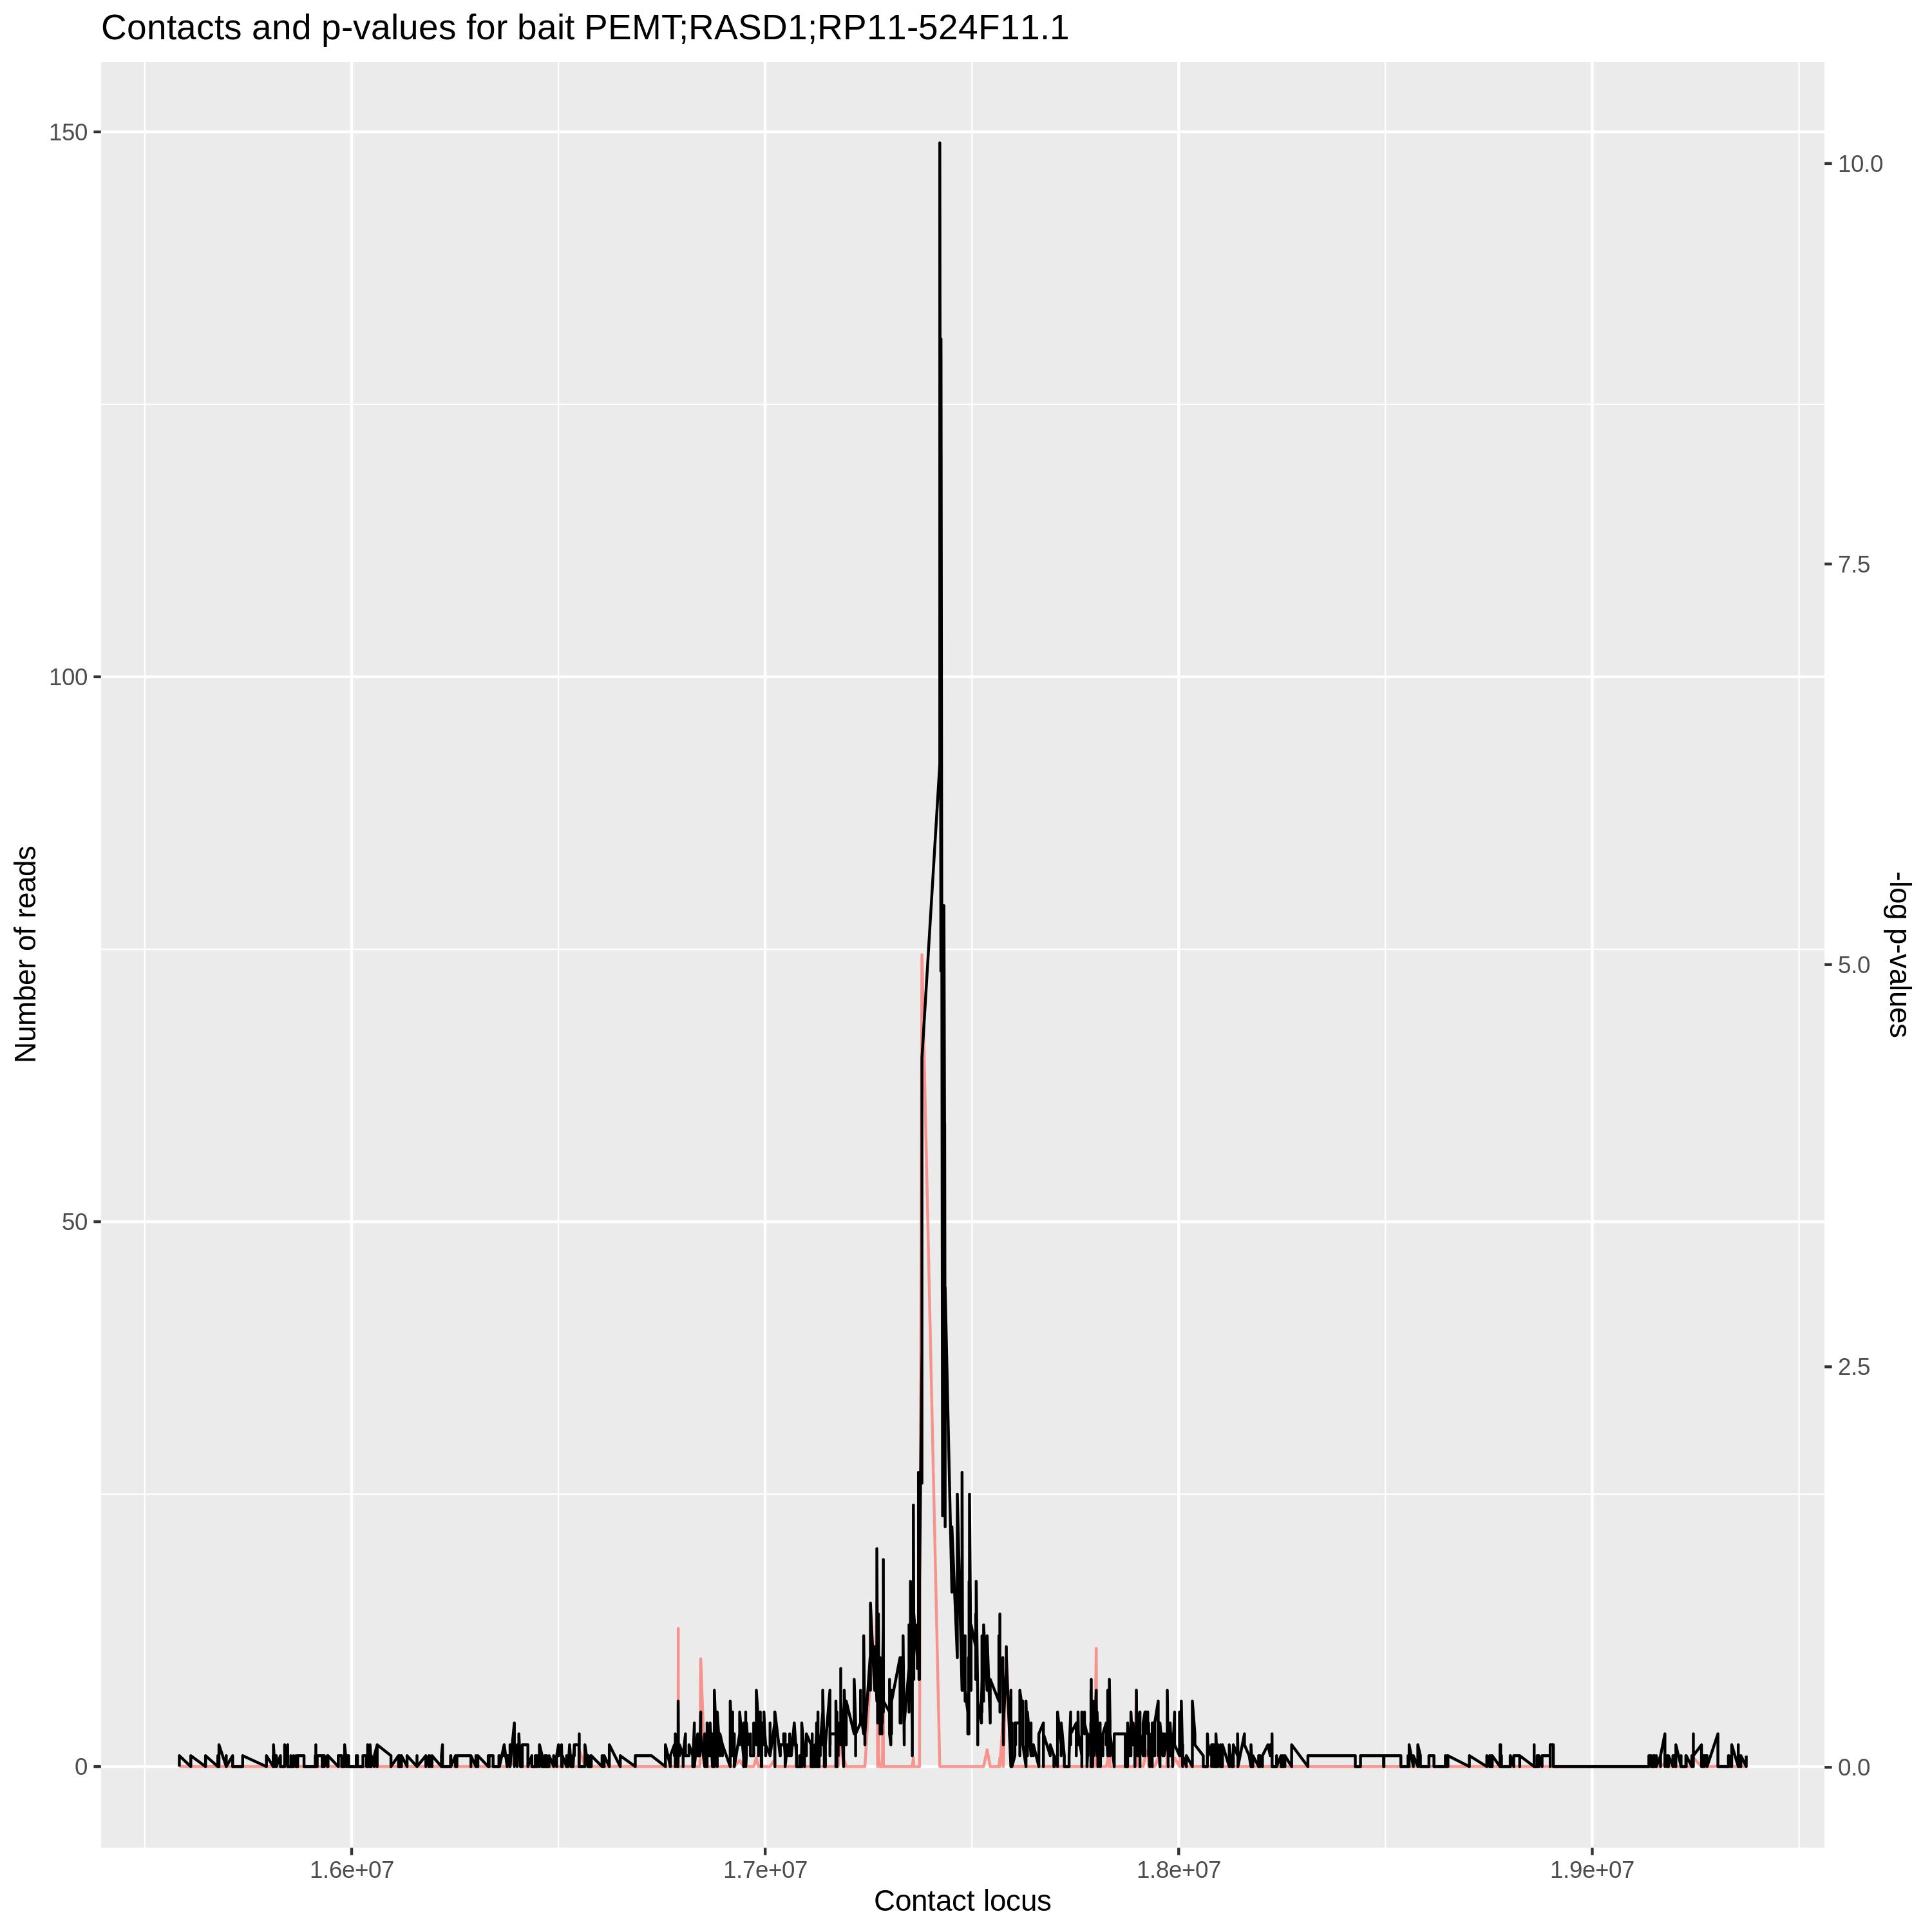 Contacts and p-values for bait PEMT;RASD1;RP11-524F11.1
150
100
50
0
Number of reads
10.0
7.5
5.0
2.5
0.0
-log p-values
1.6e+07
1.7e+07
1.8e+07
1.9e+07
Contact locus